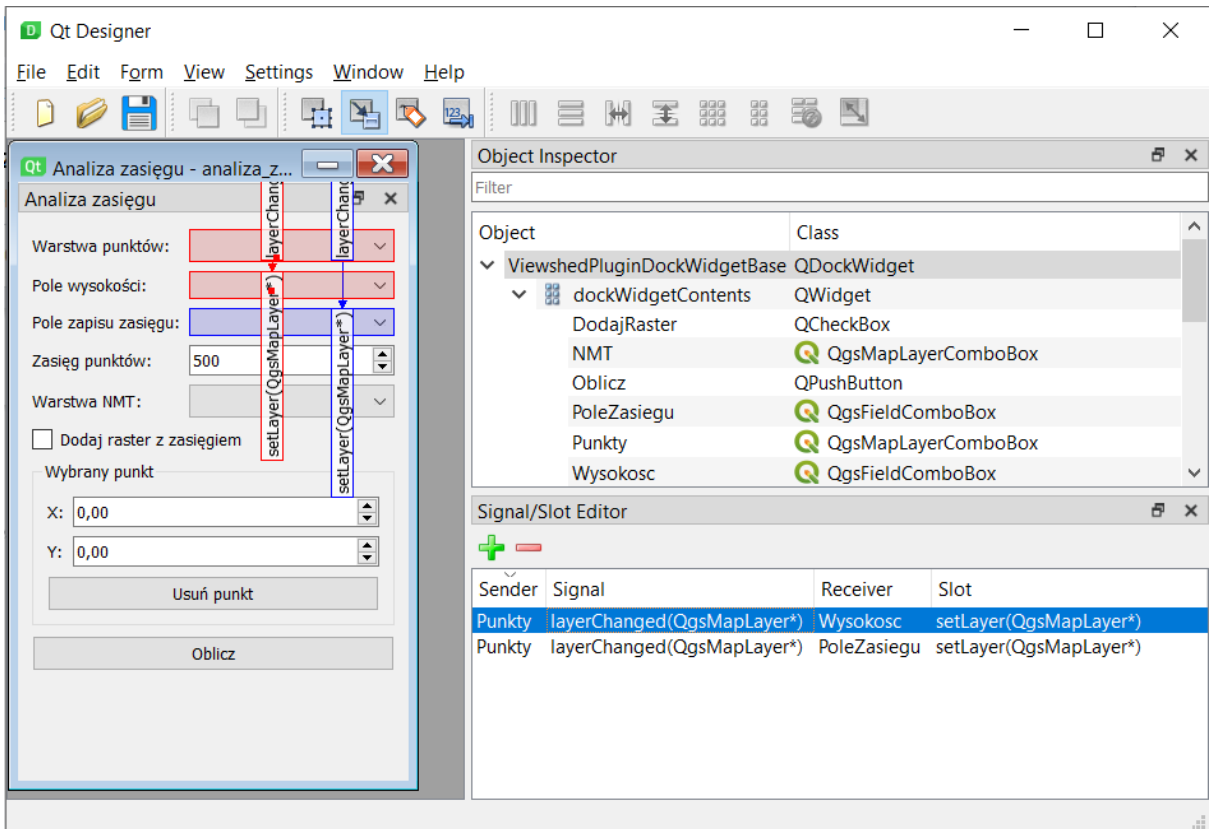 Qt Designer
File Edit Form View Settings Window Help
Qt Analiza zasięgu - analiza_z...
Analiza zasięgu
Warstwa punktów:
Pole wysokości:
Pole zapisu zasięgu:
Zasięg punktów: 500
Warstwa NMT:
Dodaj raster z zasięgiem
Wybrany punkt
X: 0,00
Y: 0,00
Usuń punkt
Oblicz
layerChan
setLayer(QgsMapLayer*)
layerChan
setLayer(QgsMapLayer*)
Object Inspector
Filter
Object Class
ViewshedPluginDockWidgetBase QDockWidget
dockWidgetContents QWidget
DodajRaster QCheckBox
NMT QgsMapLayerComboBox
Oblicz QPushButton
PoleZasiegu QgsFieldComboBox
Punkty QgsMapLayerComboBox
Wysokosc QgsFieldComboBox
Signal/Slot Editor
Sender Signal Receiver Slot
Punkty layerChanged(QgsMapLayer*) Wysokosc setLayer(QgsMapLayer*)
Punkty layerChanged(QgsMapLayer*) PoleZasiegu setLayer(QgsMapLayer*)